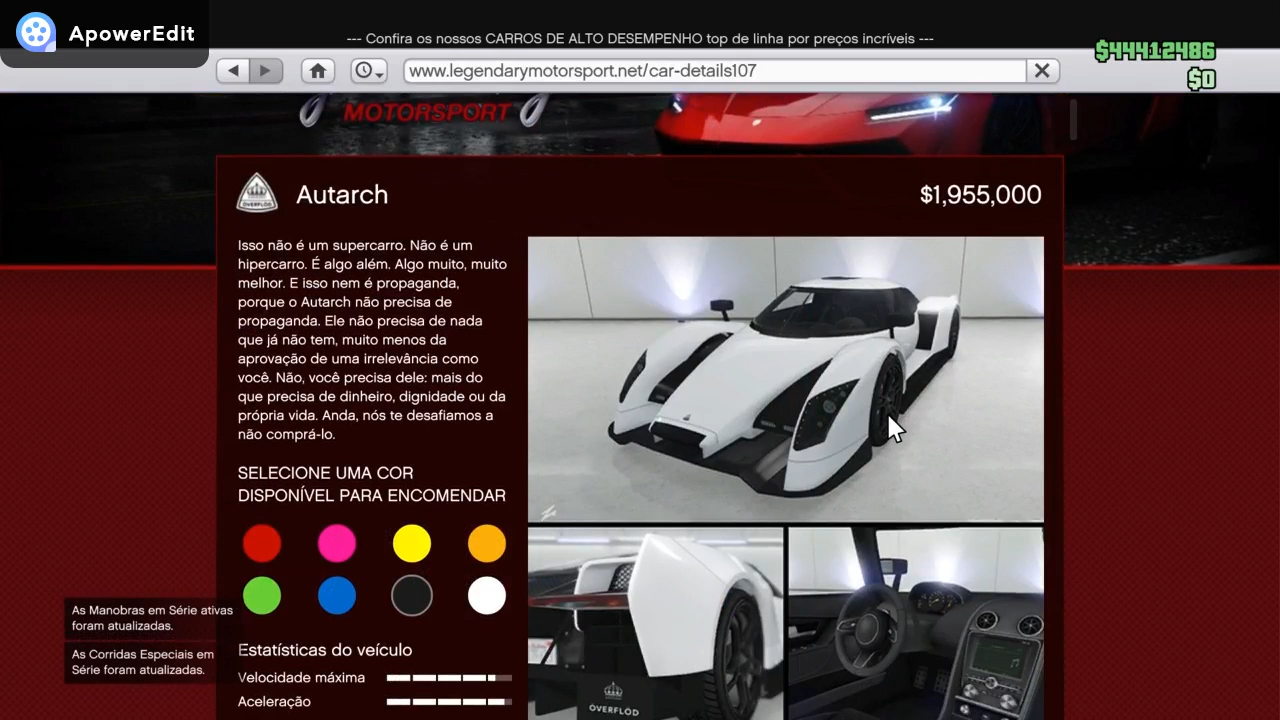 ApowerEdit
--- Confira os nossos CARROS DE ALTO DESEMPENHO top de linha por preços incríveis ---
$44412486
$0
www.legendarymotorsport.net/car-details107
MOTORSPORT
ÖVERFLÖD
Autarch
$1,955,000
Isso não é um supercarro. Não é um
hipercarro. É algo além. Algo muito, muito
melhor. E isso nem é propaganda,
porque o Autarch não precisa de
propaganda. Ele não precisa de nada
que já não tem, muito menos da
aprovação de uma irrelevância como
você. Não, você precisa dele: mais do
que precisa de dinheiro, dignidade ou da
própria vida. Anda, nós te desafiamos a
não comprá-lo.
SELECIONE UMA COR
DISPONÍVEL PARA ENCOMENDAR
As Manobras em Série ativas
foram atualizadas.
As Corridas Especiais em
Série foram atualizadas.
Estatísticas do veículo
Velocidade máxima
Aceleração
ÖVERFLÖD